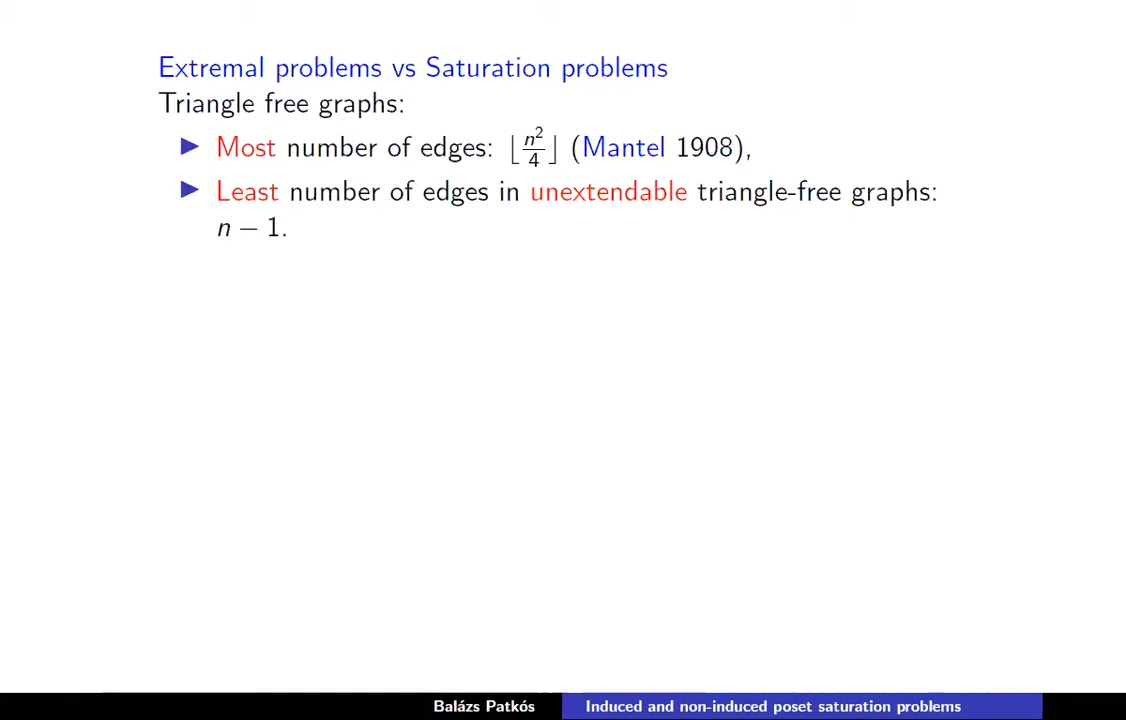 Extremal problems vs Saturation problems
Triangle free graphs:
▶ Most number of edges: ⌊n²/4⌋ (Mantel 1908),
▶ Least number of edges in unextendable triangle-free graphs:
n − 1.
Balázs Patkós Induced and non-induced poset saturation problems